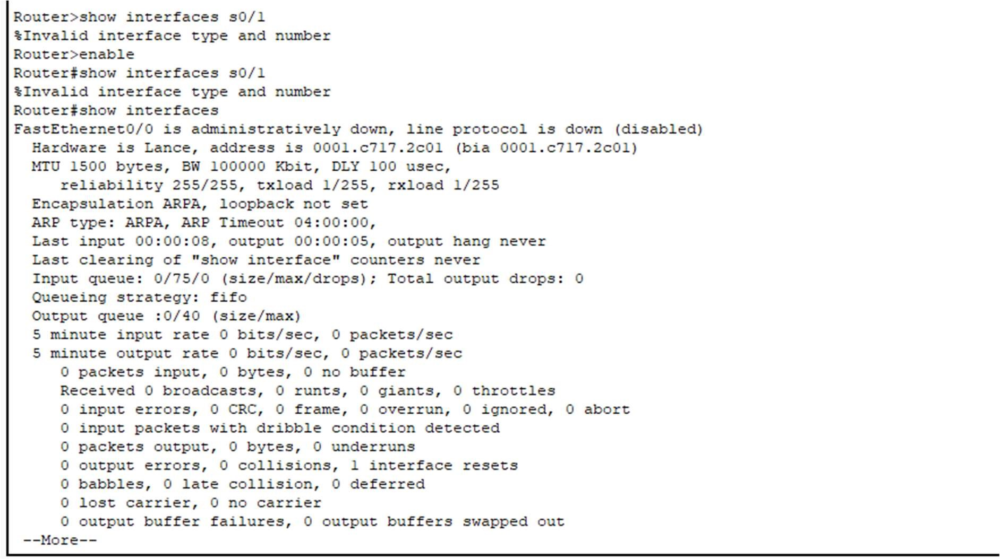 Router>show interfaces s0/1
%Invalid interface type and number
Router>enable
Router#show interfaces s0/1
%Invalid interface type and number
Router#show interfaces
FastEthernet0/0 is administratively down, line protocol is down (disabled)
Hardware is Lance, address is 0001.c717.2c01 (bia 0001.c717.2c01)
MTU 1500 bytes, BW 100000 Kbit, DLY 100 usec,
reliability 255/255, txload 1/255, rxload 1/255
Encapsulation ARPA, loopback not set
ARP type: ARPA, ARP Timeout 04:00:00,
Last input 00:00:08, output 00:00:05, output hang never
Last clearing of "show interface" counters never
Input queue: 0/75/0 (size/max/drops); Total output drops: 0
Queueing strategy: fifo
Output queue :0/40 (size/max)
5 minute input rate 0 bits/sec, 0 packets/sec
5 minute output rate 0 bits/sec, 0 packets/sec
0 packets input, 0 bytes, 0 no buffer
Received 0 broadcasts, 0 runts, 0 giants, 0 throttles
0 input errors, 0 CRC, 0 frame, 0 overrun, 0 ignored, 0 abort
0 input packets with dribble condition detected
0 packets output, 0 bytes, 0 underruns
0 output errors, 0 collisions, 1 interface resets
0 babbles, 0 late collision, 0 deferred
0 lost carrier, 0 no carrier
0 output buffer failures, 0 output buffers swapped out
--More--